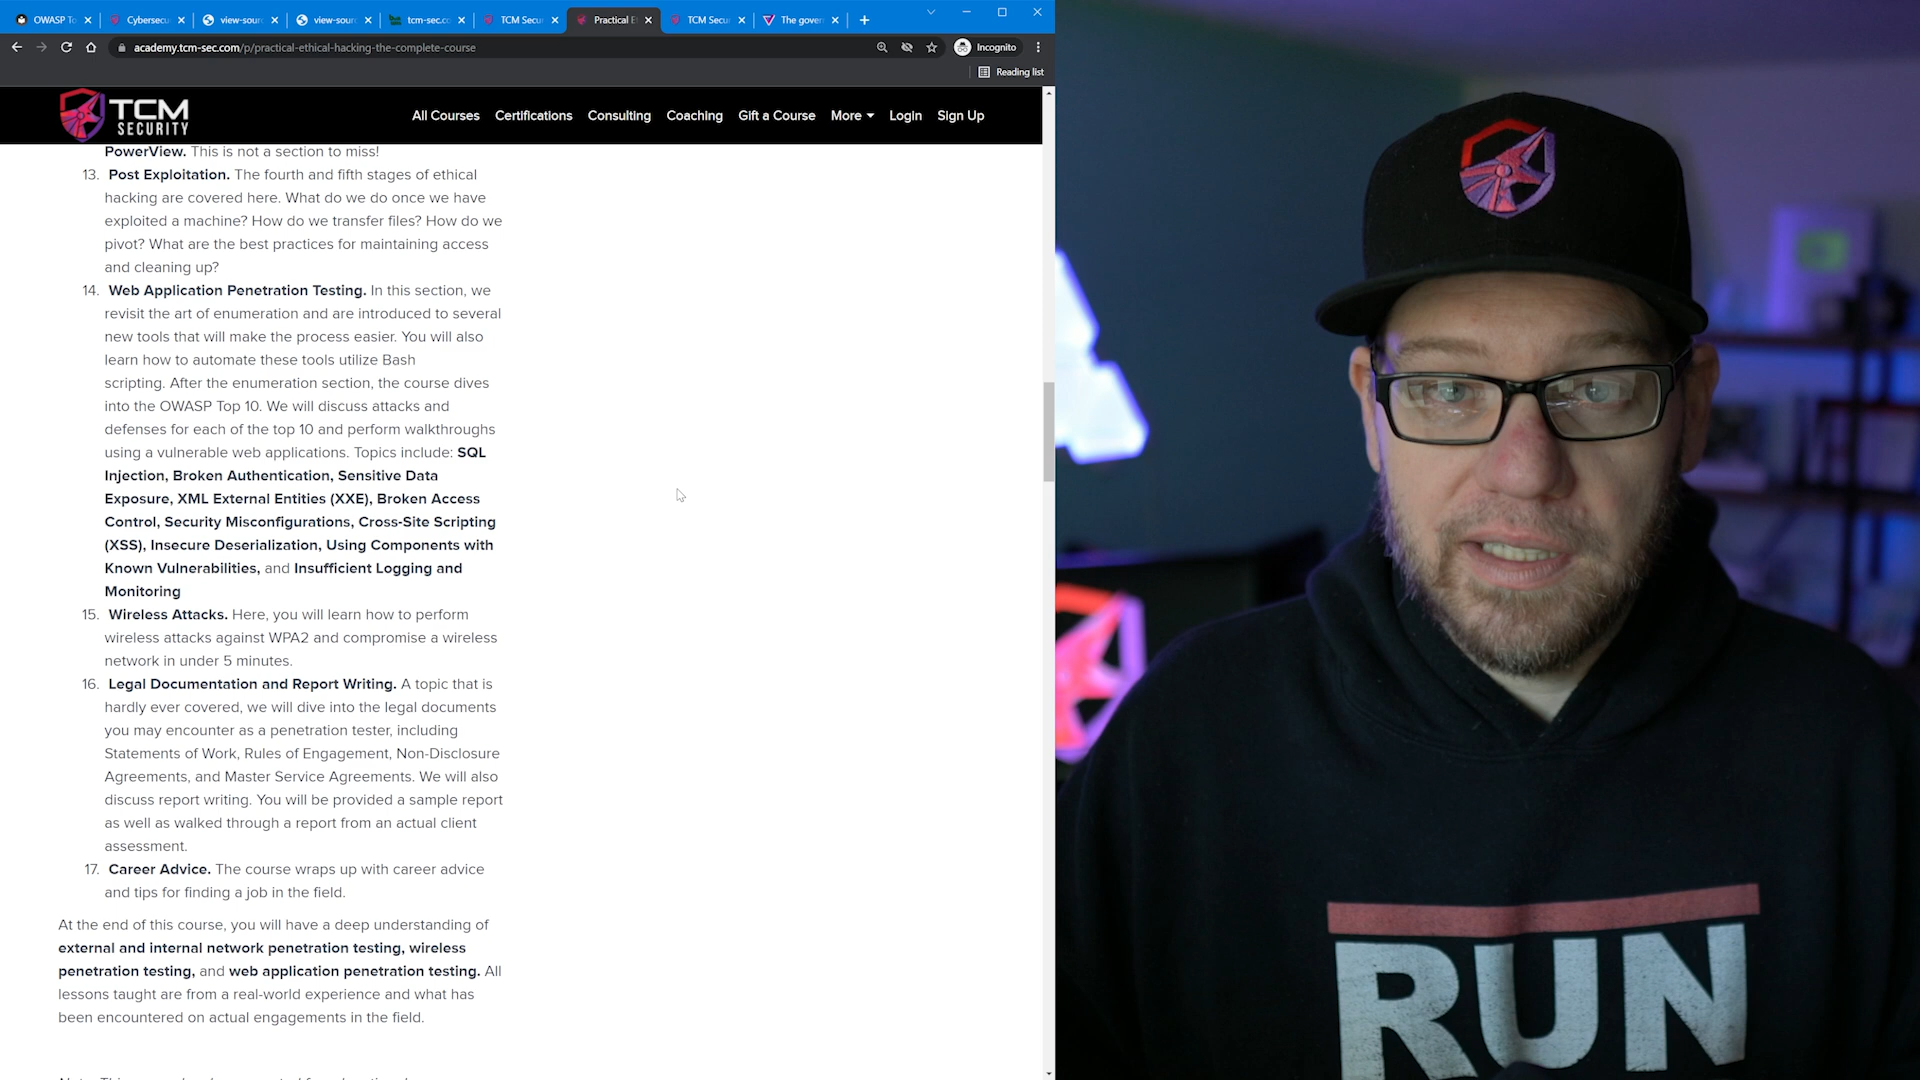 OWASP To
Cybersecu
view-sour
view-sour
tcm-sec.co
TCM Secur
Practical E
TCM Secu
The gover
academy.tcm-sec.com/p/practical-ethical-hacking-the-complete-course
Incognito
Reading list
TCM
SECURITY
All Courses
Certifications
Consulting
Coaching
Gift a Course
More
Login
Sign Up
PowerView. This is not a section to miss!
13. Post Exploitation. The fourth and fifth stages of ethical
hacking are covered here. What do we do once we have
exploited a machine? How do we transfer files? How do we
pivot? What are the best practices for maintaining access
and cleaning up?
14. Web Application Penetration Testing. In this section, we
revisit the art of enumeration and are introduced to several
new tools that will make the process easier. You will also
learn how to automate these tools utilize Bash
scripting. After the enumeration section, the course dives
into the OWASP Top 10. We will discuss attacks and
defenses for each of the top 10 and perform walkthroughs
using a vulnerable web applications. Topics include: SQL
Injection, Broken Authentication, Sensitive Data
Exposure, XML External Entities (XXE), Broken Access
Control, Security Misconfigurations, Cross-Site Scripting
(XSS), Insecure Deserialization, Using Components with
Known Vulnerabilities, and Insufficient Logging and
Monitoring
15. Wireless Attacks. Here, you will learn how to perform
wireless attacks against WPA2 and compromise a wireless
network in under 5 minutes.
16. Legal Documentation and Report Writing. A topic that is
hardly ever covered, we will dive into the legal documents
you may encounter as a penetration tester, including
Statements of Work, Rules of Engagement, Non-Disclosure
Agreements, and Master Service Agreements. We will also
discuss report writing. You will be provided a sample report
as well as walked through a report from an actual client
assessment.
17. Career Advice. The course wraps up with career advice
and tips for finding a job in the field.
At the end of this course, you will have a deep understanding of
external and internal network penetration testing, wireless
penetration testing, and web application penetration testing. All
lessons taught are from a real-world experience and what has
been encountered on actual engagements in the field.
RUN